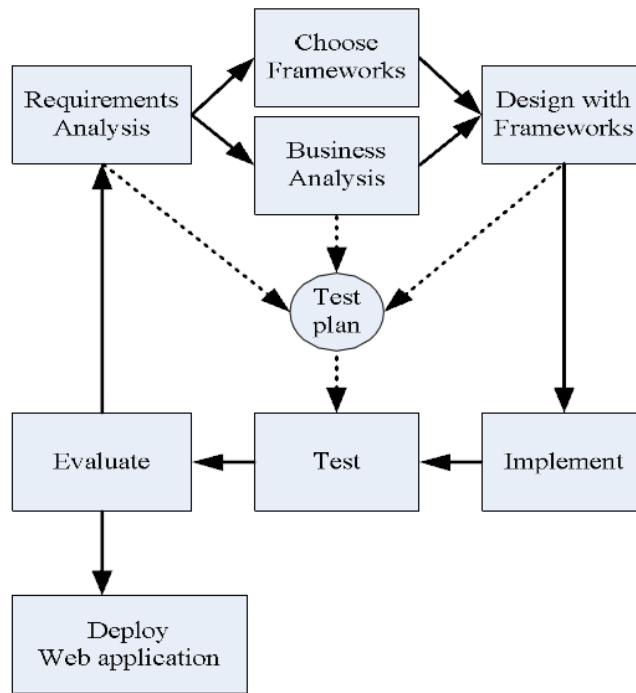 Choose
Frameworks
Requirements
Analysis
Design with
Frameworks
Business
Analysis
Test
plan
Evaluate
Test
Implement
Deploy
Web application